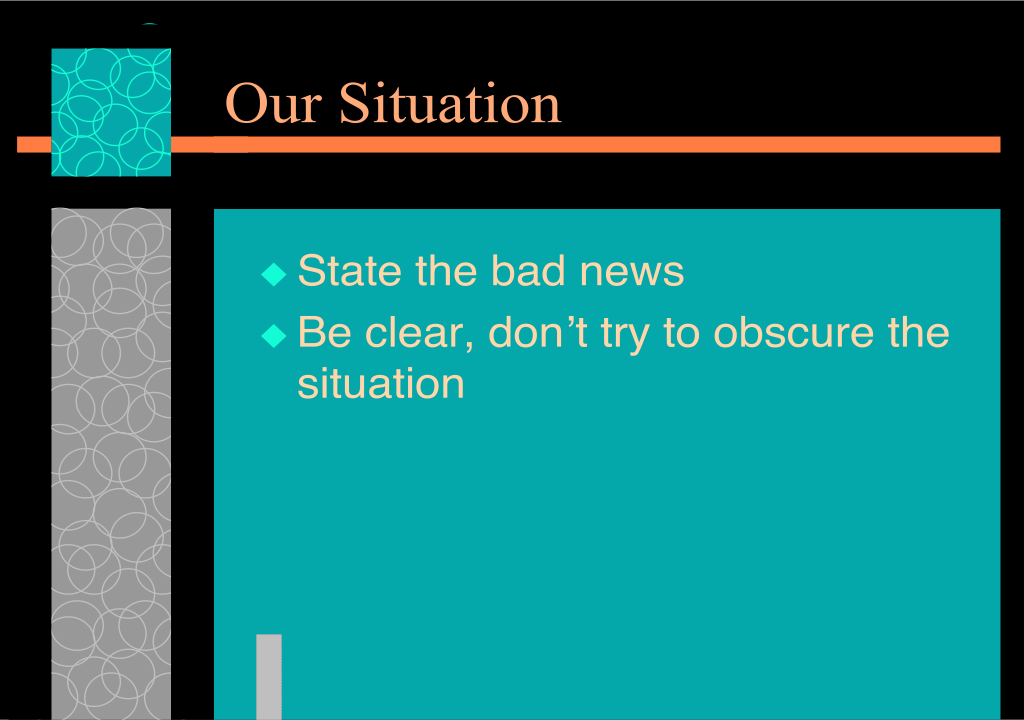 Our Situation
State the bad news
Be clear, don’t try to obscure the
situation